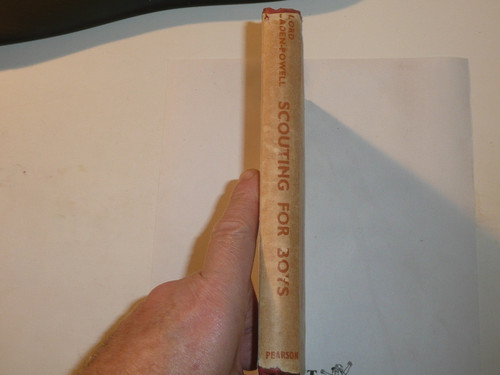 LORD
BADEN-POWELL
SCOUTING FOR BOYS
PEARSON